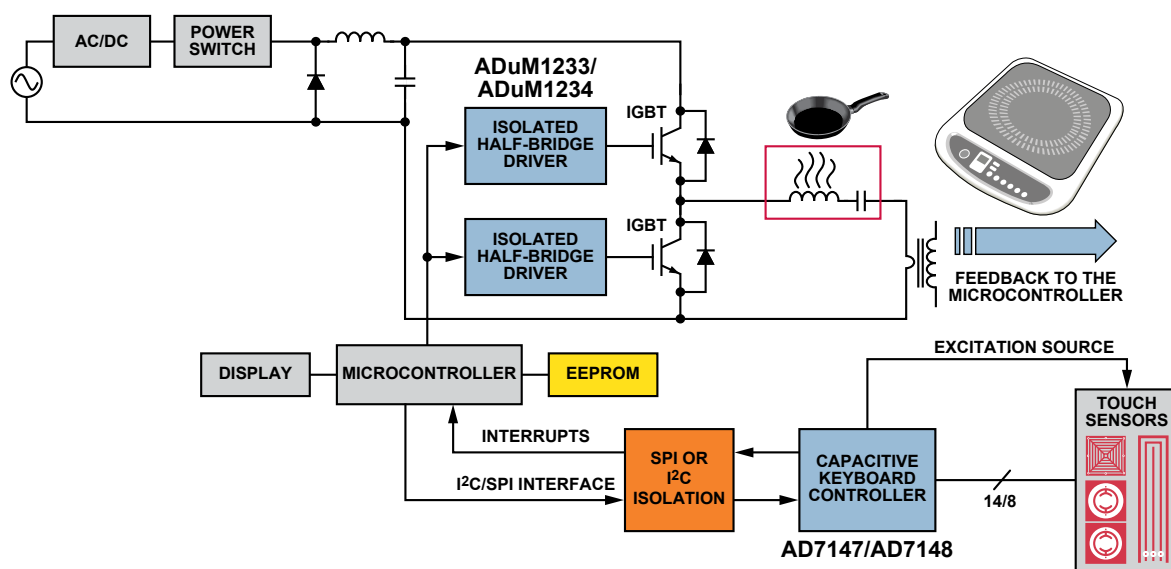 AC/DC
POWER
SWITCH
ADuM1233/
ADuM1234
ISOLATED
HALF-BRIDGE
DRIVER
IGBT
ISOLATED
HALF-BRIDGE
DRIVER
IGBT
FEEDBACK TO THE
MICROCONTROLLER
DISPLAY
MICROCONTROLLER
EEPROM
EXCITATION SOURCE
INTERRUPTS
I²C/SPI INTERFACE
SPI OR
I²C
ISOLATION
CAPACITIVE
KEYBOARD
CONTROLLER
AD7147/AD7148
14/8
TOUCH
SENSORS